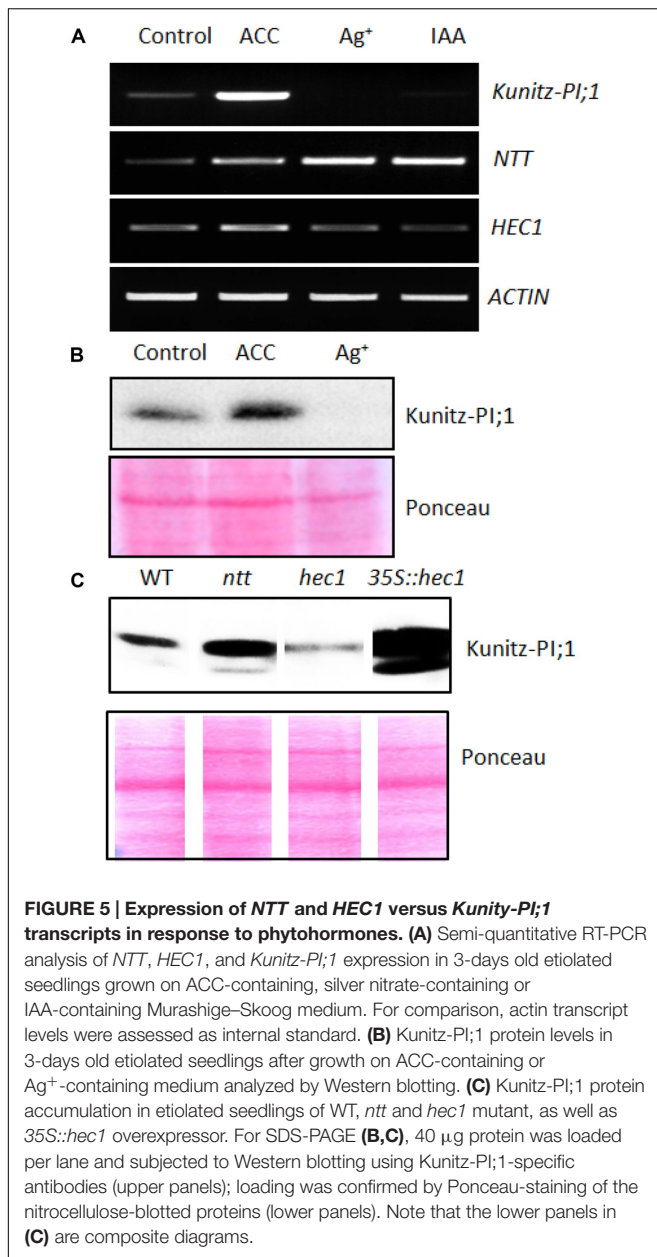 A Control ACC Ag⁺ IAA
Kunitz-PI;1
NTT
HEC1
ACTIN
B Control ACC Ag⁺
Kunitz-PI;1
Ponceau
C WT ntt hec1 35S::hec1
Kunitz-PI;1
Ponceau
FIGURE 5 | Expression of NTT and HEC1 versus Kunity-PI;1
transcripts in response to phytohormones. (A) Semi-quantitative RT-PCR
analysis of NTT, HEC1, and Kunitz-PI;1 expression in 3-days old etiolated
seedlings grown on ACC-containing, silver nitrate-containing or
IAA-containing Murashige–Skoog medium. For comparison, actin transcript
levels were assessed as internal standard. (B) Kunitz-PI;1 protein levels in
3-days old etiolated seedlings after growth on ACC-containing or
Ag⁺-containing medium analyzed by Western blotting. (C) Kunitz-PI;1 protein
accumulation in etiolated seedlings of WT, ntt and hec1 mutant, as well as
35S::hec1 overexpressor. For SDS-PAGE (B,C), 40 μg protein was loaded
per lane and subjected to Western blotting using Kunitz-PI;1-specific
antibodies (upper panels); loading was confirmed by Ponceau-staining of the
nitrocellulose-blotted proteins (lower panels). Note that the lower panels in
(C) are composite diagrams.